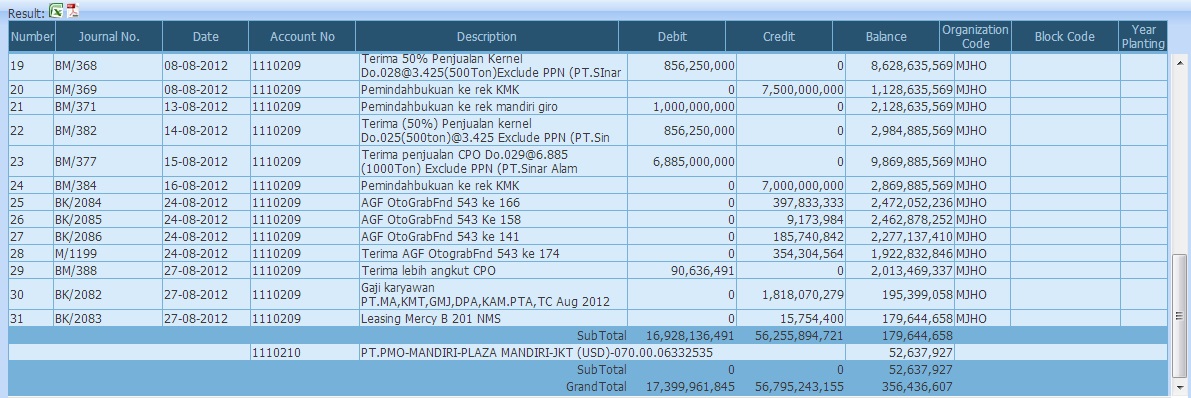 Result:
Number Journal No. Date Account No Description Debit Credit Balance Organization Code Block Code Year Planting
19 BM/368 08-08-2012 1110209 Terima 50% Penjualan Kernel Do.028@3.425(500Ton)Exclude PPN (PT.SInar 856,250,000 0 8,628,635,569 MJHO
20 BM/369 08-08-2012 1110209 Pemindahbukuan ke rek KMK 0 7,500,000,000 1,128,635,569 MJHO
21 BM/371 13-08-2012 1110209 Pemindahbukuan ke rek mandiri giro 1,000,000,000 0 2,128,635,569 MJHO
22 BM/382 14-08-2012 1110209 Terima (50%) Penjualan kernel Do.025(500ton)@3.425 Exclude PPN (PT.Sin 856,250,000 0 2,984,885,569 MJHO
23 BM/377 15-08-2012 1110209 Terima penjualan CPO Do.029@6.885 (1000Ton) Exclude PPN (PT.Sinar Alam 6,885,000,000 0 9,869,885,569 MJHO
24 BM/384 16-08-2012 1110209 Pemindahbukuan ke rek KMK 0 7,000,000,000 2,869,885,569 MJHO
25 BK/2084 24-08-2012 1110209 AGF OtoGrabFnd 543 ke 166 0 397,833,333 2,472,052,236 MJHO
26 BK/2085 24-08-2012 1110209 AGF OtoGrabFnd 543 Ke 158 0 9,173,984 2,462,878,252 MJHO
27 BK/2086 24-08-2012 1110209 AGF OtoGrabFnd 543 ke 141 0 185,740,842 2,277,137,410 MJHO
28 M/1199 24-08-2012 1110209 Terima AGF OtograbFnd 543 ke 174 0 354,304,564 1,922,832,846 MJHO
29 BM/388 27-08-2012 1110209 Terima lebih angkut CPO 90,636,491 0 2,013,469,337 MJHO
30 BK/2082 27-08-2012 1110209 Gaji karyawan PT.MA,KMT,GMJ,DPA,KAM.PTA,TC Aug 2012 0 1,818,070,279 195,399,058 MJHO
31 BK/2083 27-08-2012 1110209 Leasing Mercy B 201 NMS 0 15,754,400 179,644,658 MJHO
SubTotal 16,928,136,491 56,255,894,721 179,644,658
1110210 PT.PMO-MANDIRI-PLAZA MANDIRI-JKT (USD)-070.00.06332535 52,637,927
SubTotal 0 0 52,637,927
GrandTotal 17,399,961,845 56,795,243,155 356,436,607